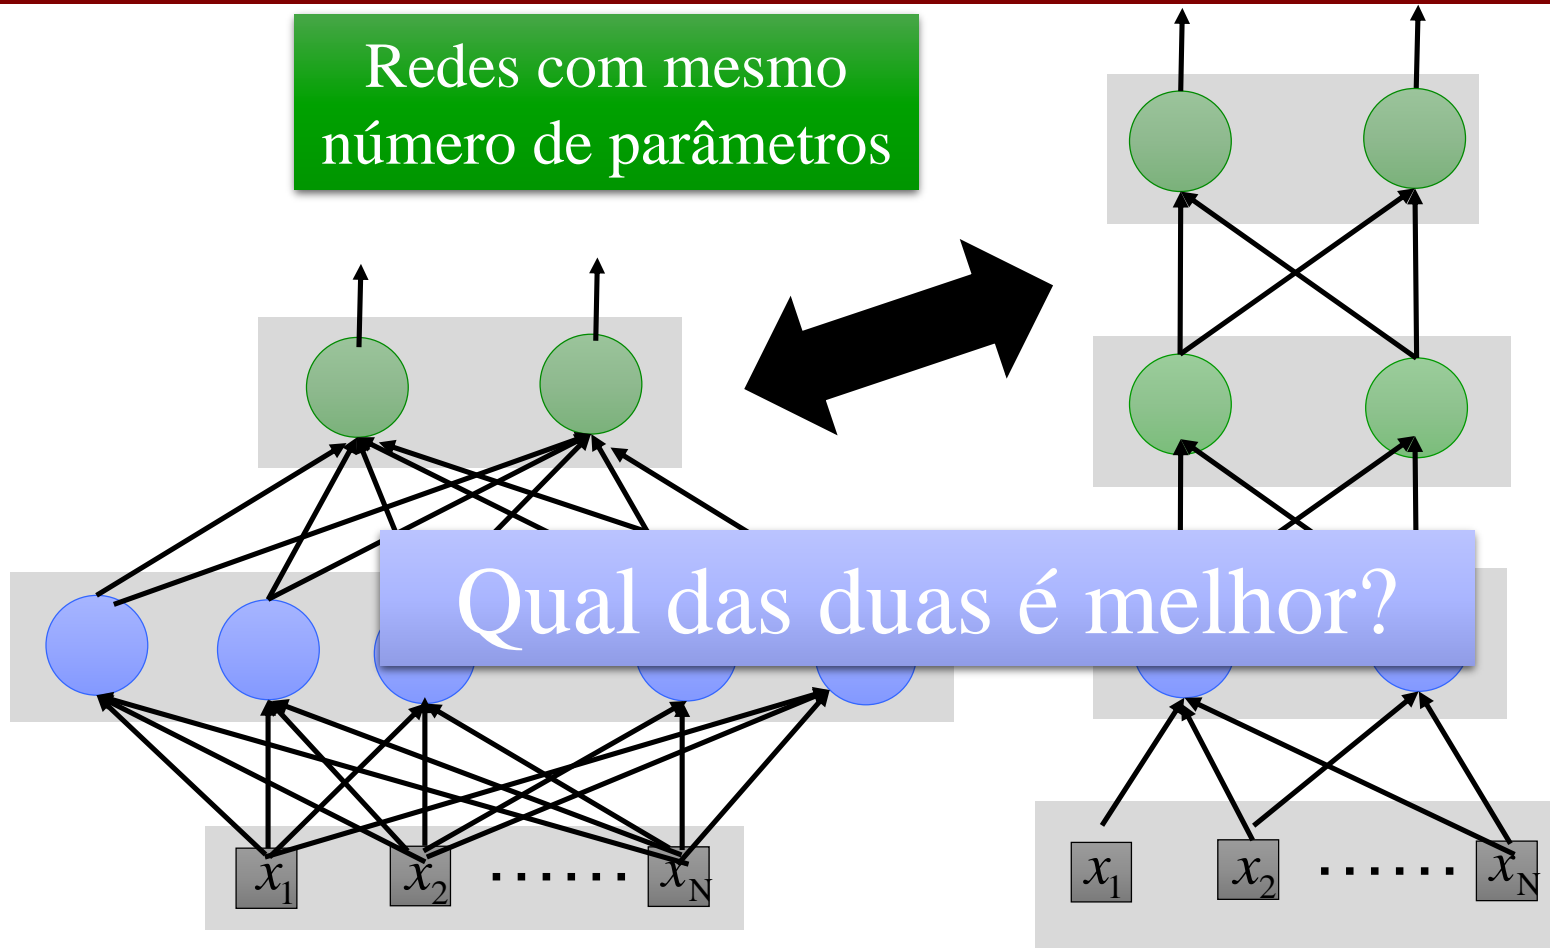 Redes com mesmo
número de parâmetros
Qual das duas é melhor?
x1 x2 ...... xN
x1 x2 ...... xN